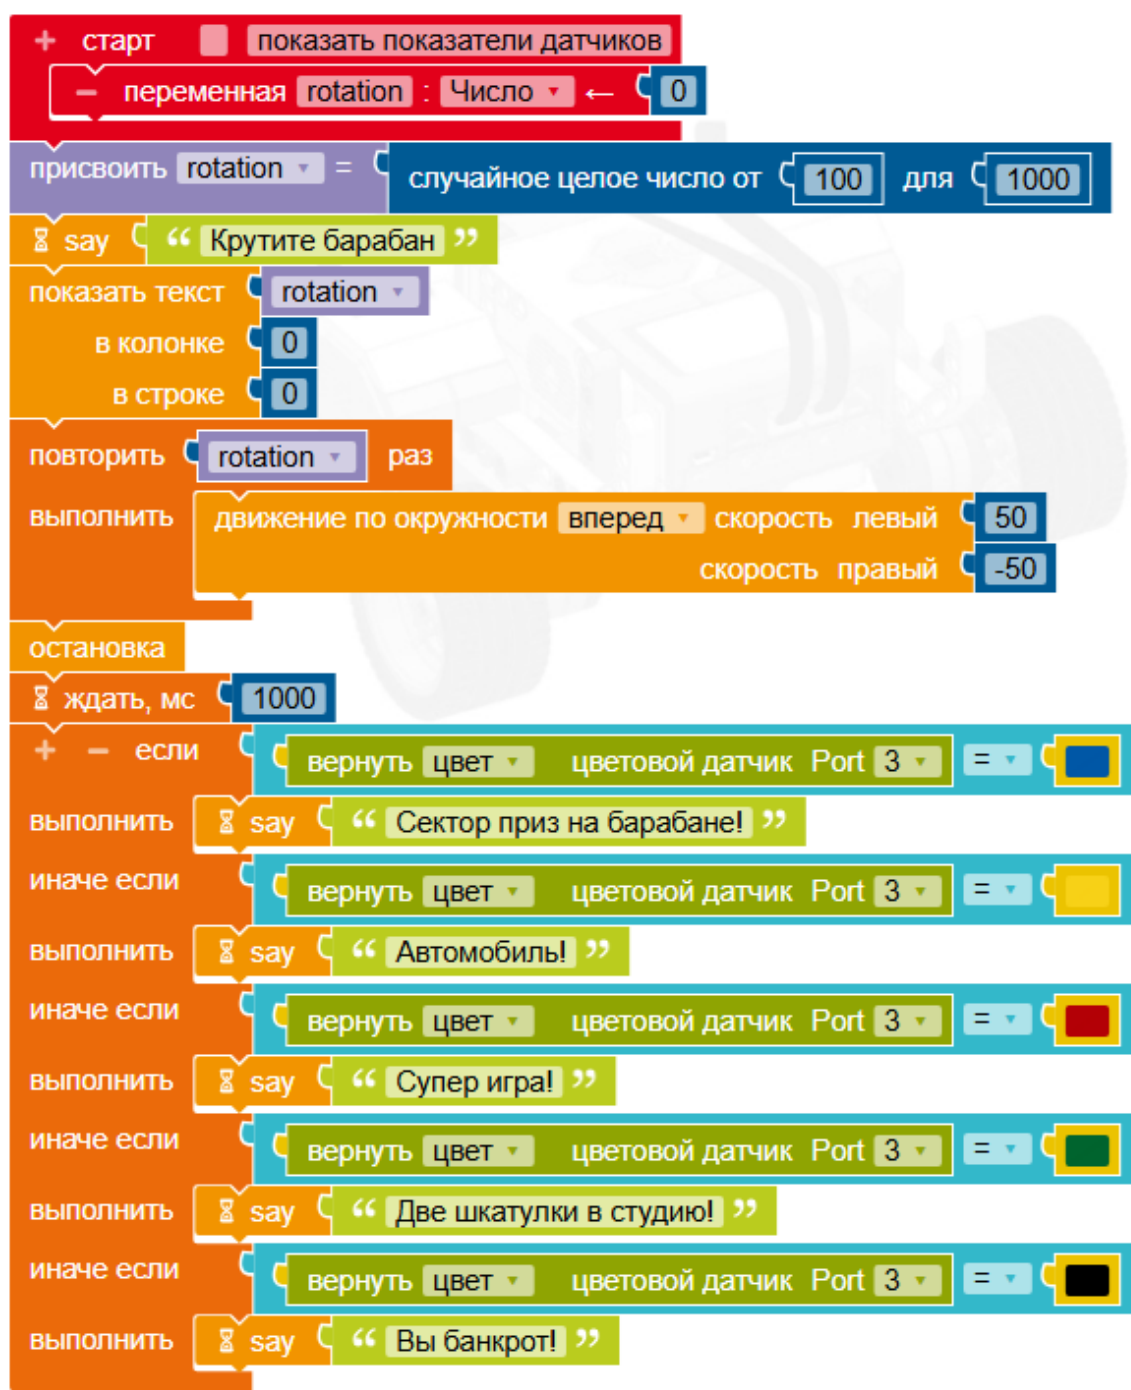 + старт показать показатели датчиков
− переменная rotation : Число ← 0
присвоить rotation = случайное целое число от 100 для 1000
say “ Крутите барабан ”
показать текст rotation
в колонке 0
в строке 0
повторить rotation раз
выполнить движение по окружности вперед скорость левый 50
скорость правый -50
остановка
ждать, мс 1000
+ − если вернуть цвет цветовой датчик Port 3 =
выполнить say “ Сектор приз на барабане! ”
иначе если вернуть цвет цветовой датчик Port 3 =
выполнить say “ Автомобиль! ”
иначе если вернуть цвет цветовой датчик Port 3 =
выполнить say “ Супер игра! ”
иначе если вернуть цвет цветовой датчик Port 3 =
выполнить say “ Две шкатулки в студию! ”
иначе если вернуть цвет цветовой датчик Port 3 =
выполнить say “ Вы банкрот! ”